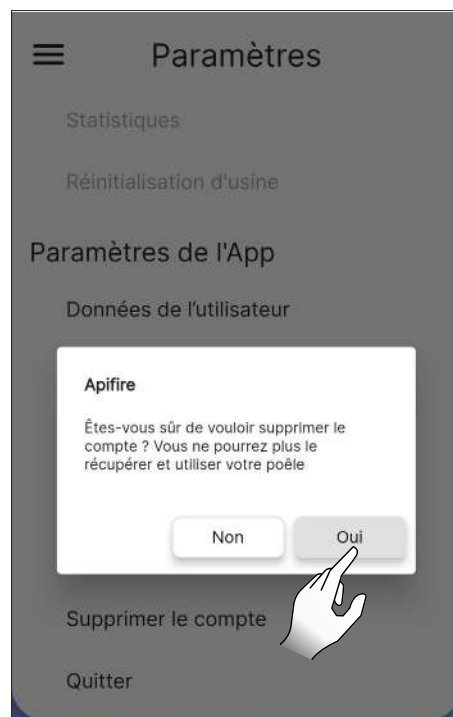 Paramètres
Statistiques
Réinitialisation d'usine
Paramètres de l'App
Données de l'utilisateur
Apifire
Êtes-vous sûr de vouloir supprimer le
compte ? Vous ne pourrez plus le
récupérer et utiliser votre poêle
Non Oui
Supprimer le compte
Quitter